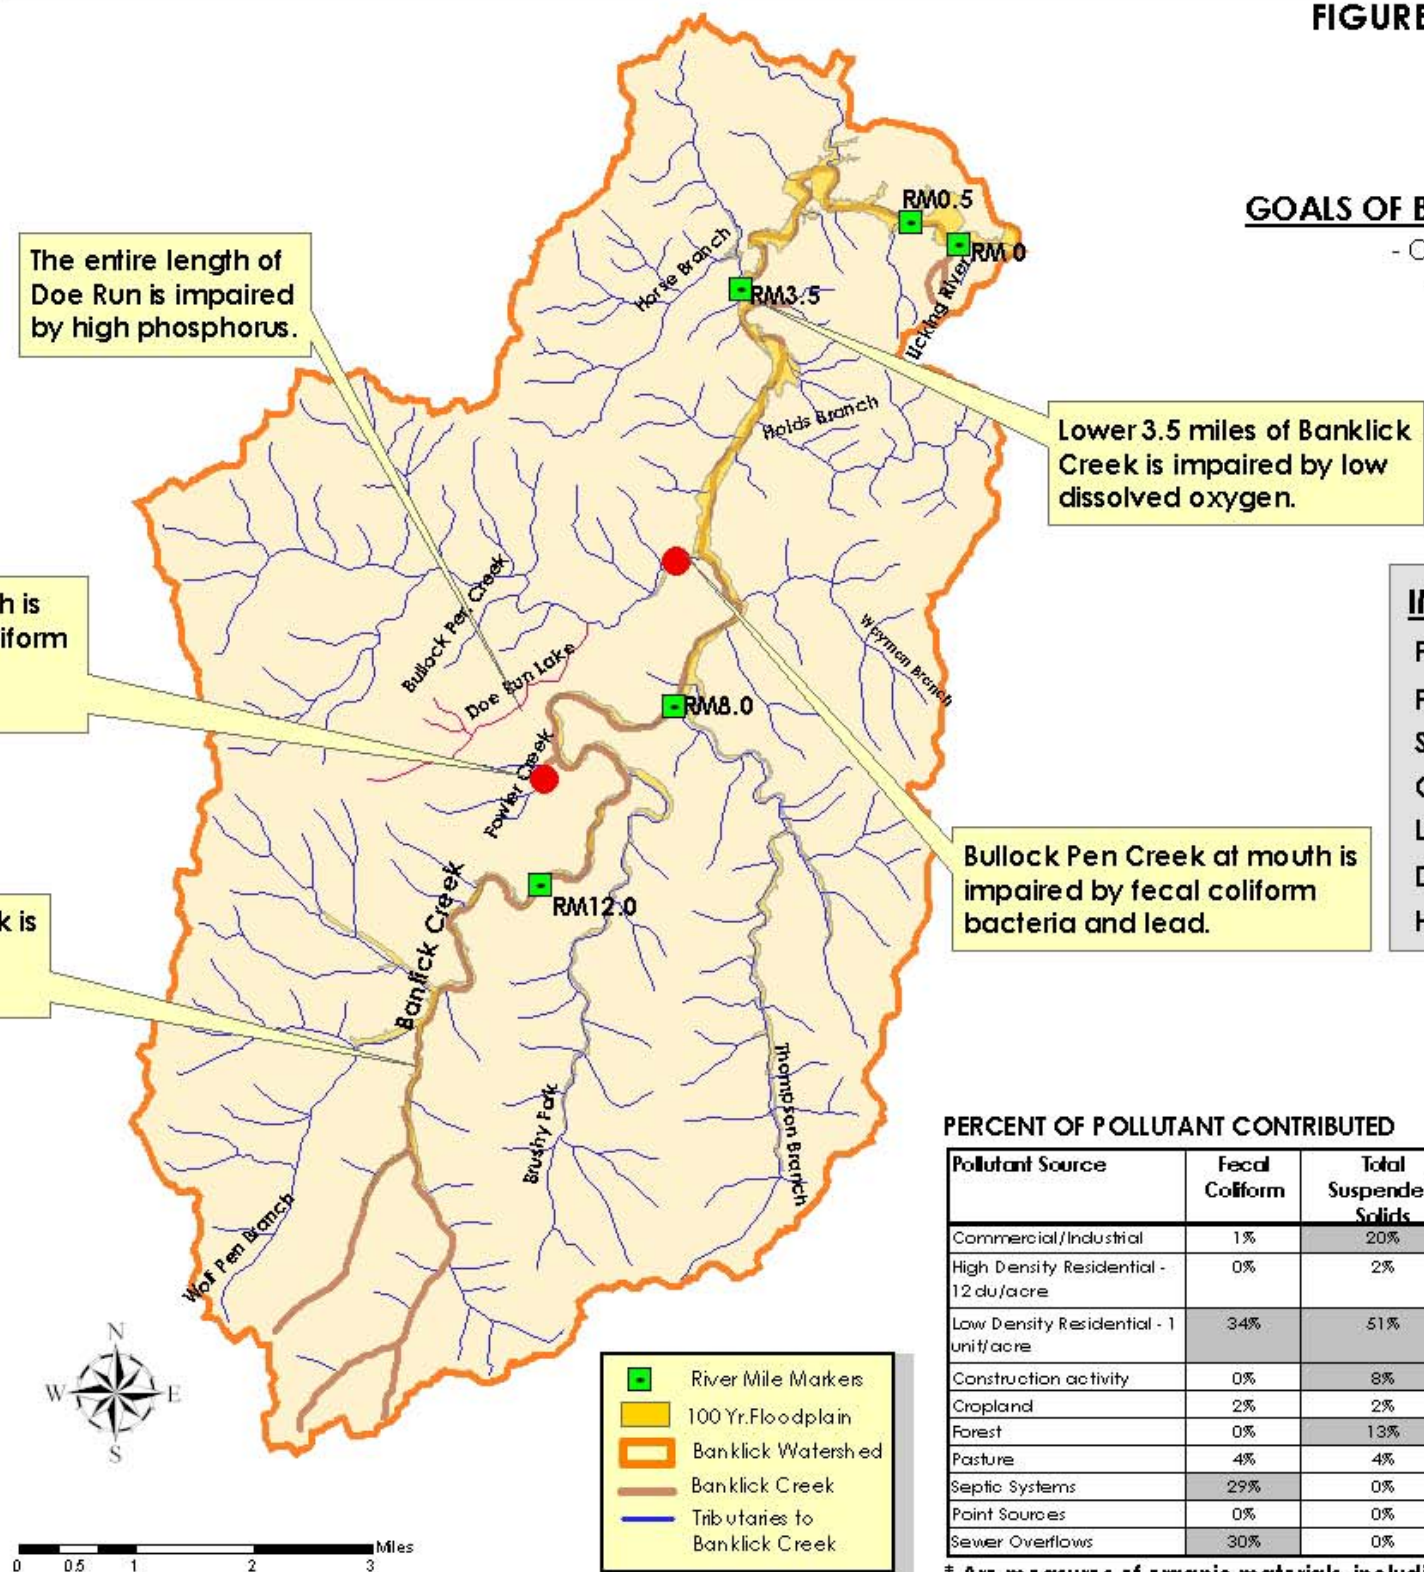 FIGURE
GOALS OF B
- C
The entire length of
Doe Run is impaired
by high phosphorus.
RM0.5
RM 0
Licking River
Horse Branch
RM3.5
Holds Branch
Lower 3.5 miles of Banklick
Creek is impaired by low
dissolved oxygen.
h is
iform
Bullock Pen Creek
Doe Run Lake
Wayman Branch
RM8.0
Fowler Creek
Bullock Pen Creek at mouth is
impaired by fecal coliform
bacteria and lead.
RM12.0
k is
Banlick Creek
Brushy Fork
Thompson Branch
Wolf Pen Branch
N
W E
S
0 0.5 1 2 3 Miles
River Mile Markers
100 Yr.Floodplain
Banklick Watershed
Banklick Creek
Tributaries to
Banklick Creek
PERCENT OF POLLUTANT CONTRIBUTED
Pollutant Source Fecal Total
Coliform Suspende
Solids
Commercial/Industrial 1% 20%
High Density Residential - 0% 2%
12 du/acre
Low Density Residential - 1 34% 51%
unit/acre
Construction activity 0% 8%
Cropland 2% 2%
Forest 0% 13%
Pasture 4% 4%
Septic Systems 29% 0%
Point Sources 0% 0%
Sewer Overflows 30% 0%
* Are measures of organic materials, includi